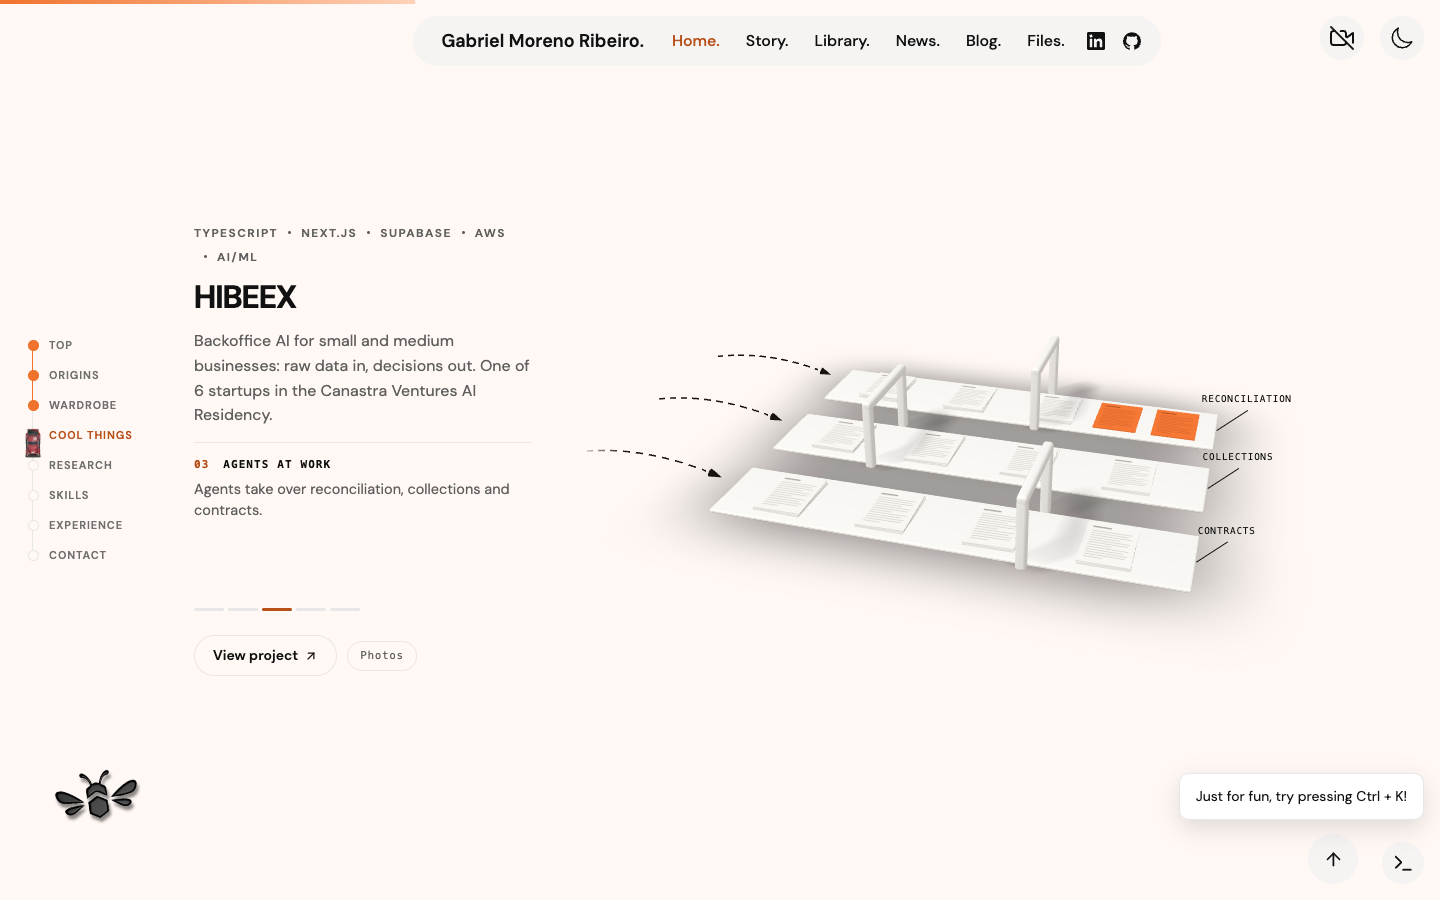 Gabriel Moreno Ribeiro.
Home.
Story.
Library.
News.
Blog.
Files.
TOP
ORIGINS
WARDROBE
COOL THINGS
RESEARCH
SKILLS
EXPERIENCE
CONTACT
TYPESCRIPT • NEXT.JS • SUPABASE • AWS
• AI/ML
HIBEEX
Backoffice AI for small and medium
businesses: raw data in, decisions out. One of
6 startups in the Canastra Ventures AI
Residency.
03 AGENTS AT WORK
Agents take over reconciliation, collections and
contracts.
View project
Photos
RECONCILIATION
COLLECTIONS
CONTRACTS
Just for fun, try pressing Ctrl + K!